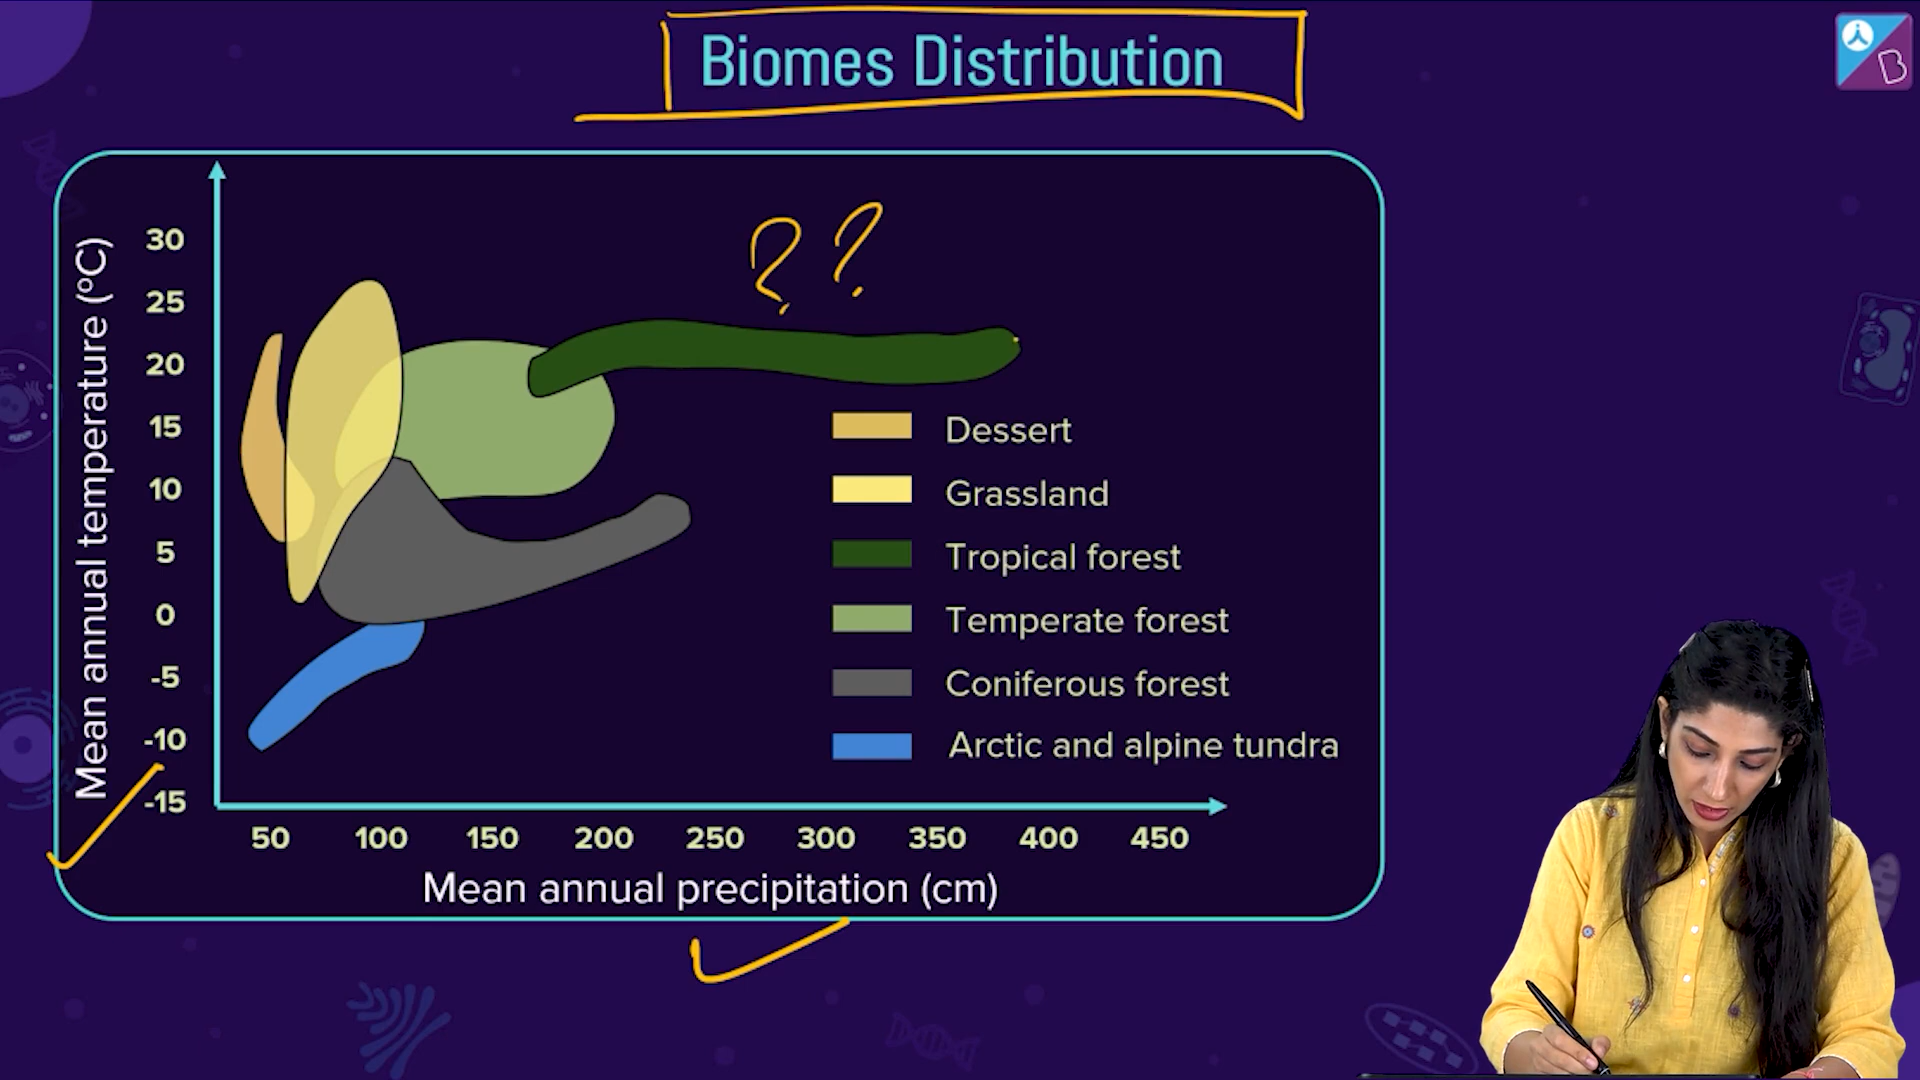 Biomes Distribution
B
Mean annual temperature (ºC)
30
25
20
15
10
5
0
-5
-10
-15
? ?
Dessert
Grassland
Tropical forest
Temperate forest
Coniferous forest
Arctic and alpine tundra
50 100 150 200 250 300 350 400 450
Mean annual precipitation (cm)